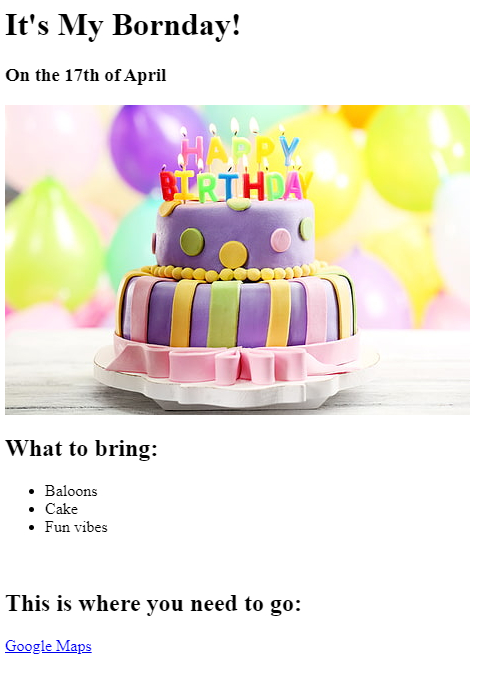 It's My Bornday!
On the 17th of April
HAPPY
BIRTHDAY
What to bring:
Baloons
Cake
Fun vibes
This is where you need to go:
Google Maps